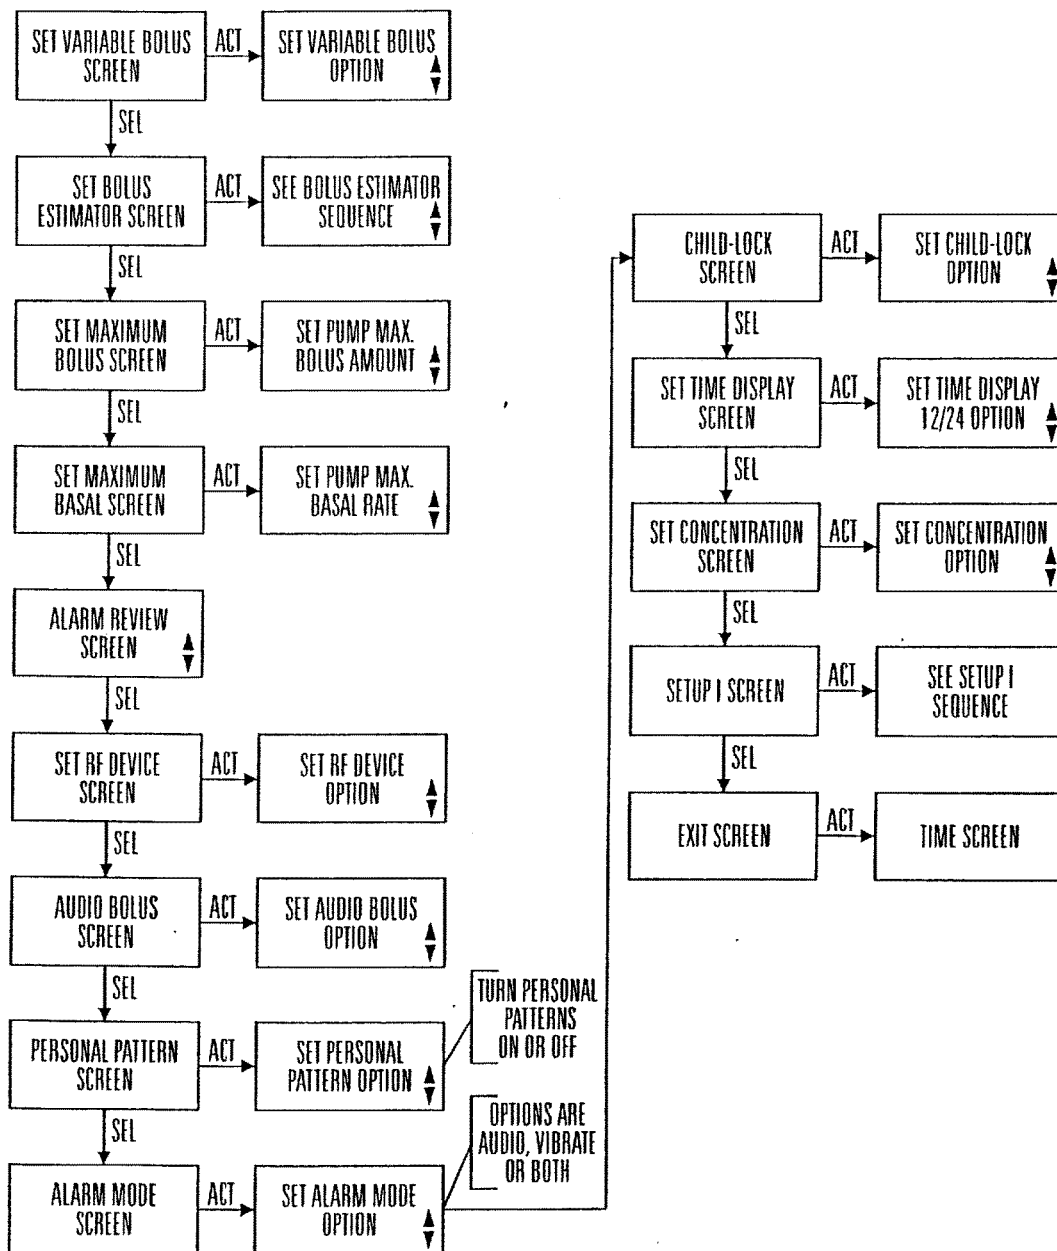 SET VARIABLE BOLUS
SCREEN
ACT
SET VARIABLE BOLUS
OPTION
SEL
SET BOLUS
ESTIMATOR SCREEN
ACT
SEE BOLUS ESTIMATOR
SEQUENCE
SEL
SET MAXIMUM
BOLUS SCREEN
ACT
SET PUMP MAX.
BOLUS AMOUNT
SEL
SET MAXIMUM
BASAL SCREEN
ACT
SET PUMP MAX.
BASAL RATE
SEL
ALARM REVIEW
SCREEN
SEL
SET RF DEVICE
SCREEN
ACT
SET RF DEVICE
OPTION
SEL
AUDIO BOLUS
SCREEN
ACT
SET AUDIO BOLUS
OPTION
SEL
PERSONAL PATTERN
SCREEN
ACT
SET PERSONAL
PATTERN OPTION
TURN PERSONAL
PATTERNS
ON OR OFF
SEL
ALARM MODE
SCREEN
ACT
SET ALARM MODE
OPTION
OPTIONS ARE
AUDIO, VIBRATE
OR BOTH
CHILD-LOCK
SCREEN
ACT
SET CHILD-LOCK
OPTION
SEL
SET TIME DISPLAY
SCREEN
ACT
SET TIME DISPLAY
12/24 OPTION
SEL
SET CONCENTRATION
SCREEN
ACT
SET CONCENTRATION
OPTION
SEL
SETUP I SCREEN
ACT
SEE SETUP I
SEQUENCE
SEL
EXIT SCREEN
ACT
TIME SCREEN